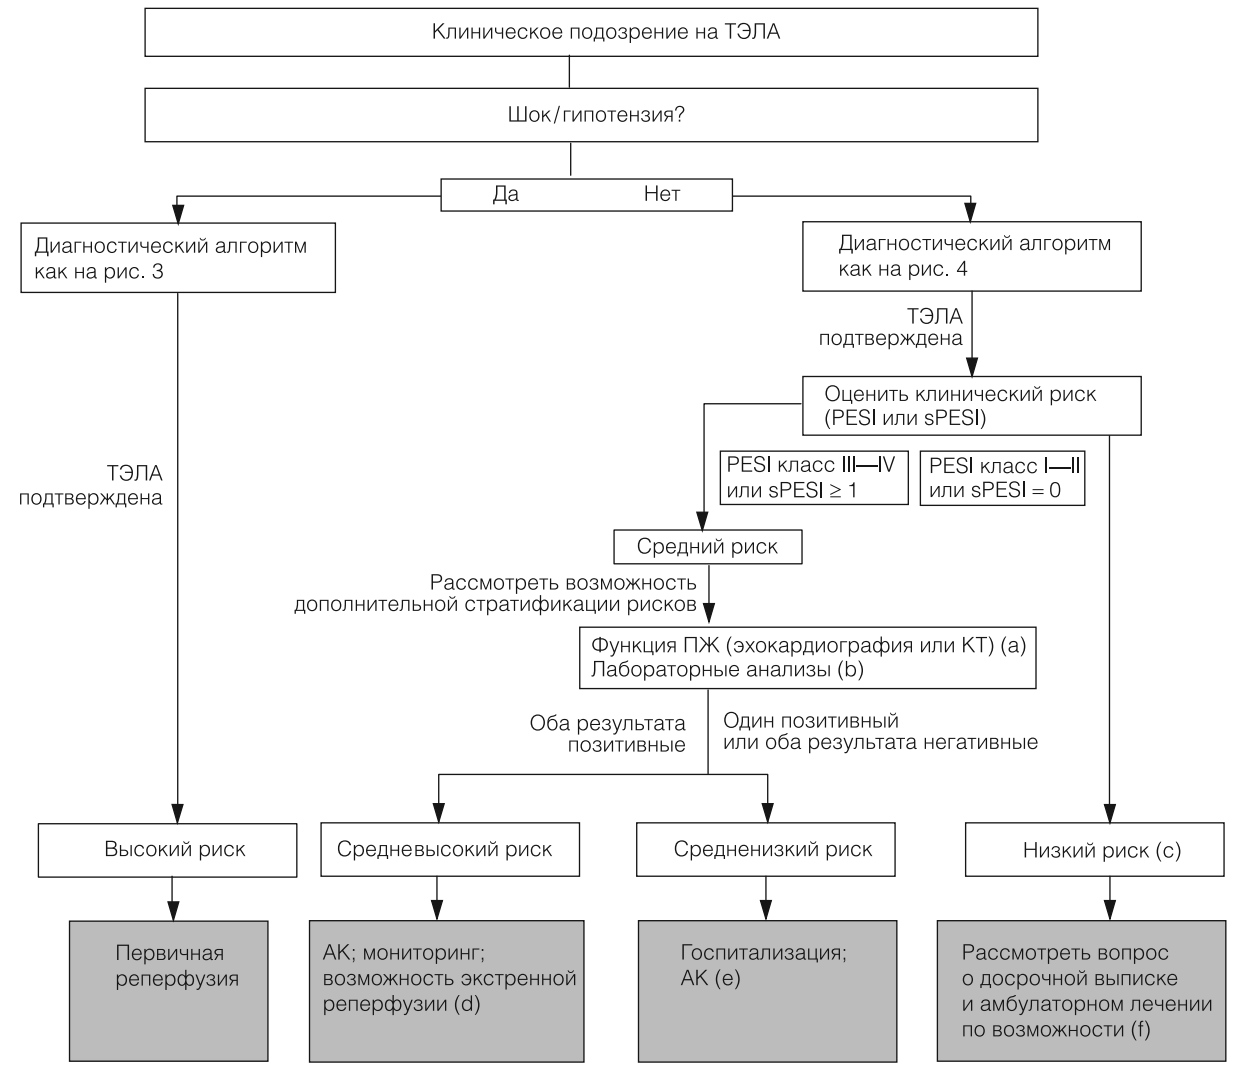 Клиническое подозрение на ТЭЛА
Шок/гипотензия?
Да
Нет
Диагностический алгоритм
как на рис. 3
Диагностический алгоритм
как на рис. 4
ТЭЛА
подтверждена
Оценить клинический риск
(PESI или sPESI)
PESI класс III—IV
или sPESI ≥ 1
PESI класс I—II
или sPESI = 0
ТЭЛА
подтверждена
Средний риск
Рассмотреть возможность
дополнительной стратификации рисков
Функция ПЖ (эхокардиография или КТ) (a)
Лабораторные анализы (b)
Оба результата
позитивные
Один позитивный
или оба результата негативные
Высокий риск
Средневысокий риск
Средненизкий риск
Низкий риск (c)
Первичная
реперфузия
АК; мониторинг;
возможность экстренной
реперфузии (d)
Госпитализация;
АК (e)
Рассмотреть вопрос
о досрочной выписке
и амбулаторном лечении
по возможности (f)